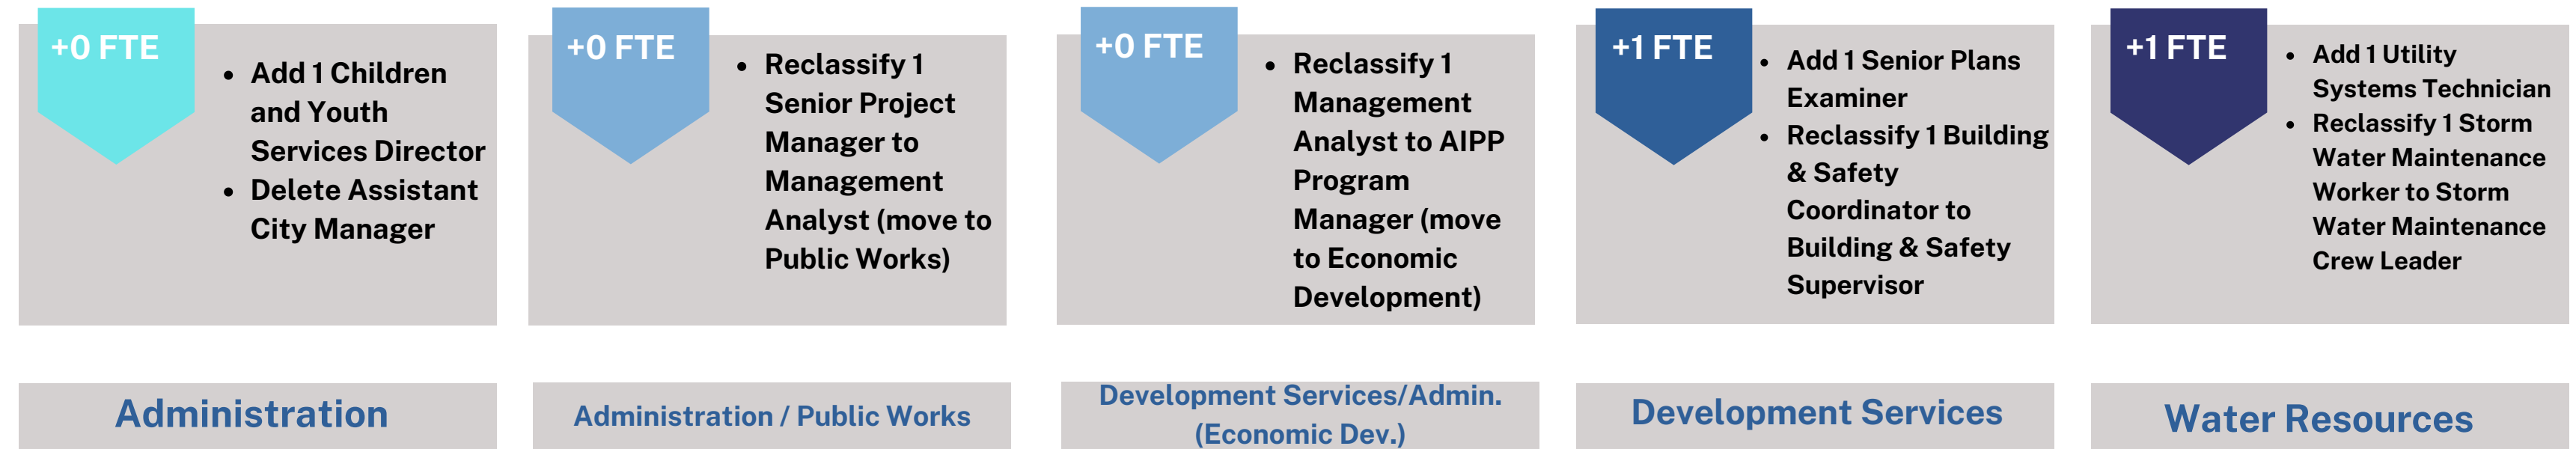 +0 FTE
• Add 1 Children
and Youth
Services Director
• Delete Assistant
City Manager
Administration
+0 FTE
• Reclassify 1
Senior Project
Manager to
Management
Analyst (move to
Public Works)
Administration / Public Works
+0 FTE
• Reclassify 1
Management
Analyst to AIPP
Program
Manager (move
to Economic
Development)
Development Services/Admin.
(Economic Dev.)
+1 FTE
• Add 1 Senior Plans
Examiner
• Reclassify 1 Building
& Safety
Coordinator to
Building & Safety
Supervisor
Development Services
+1 FTE
• Add 1 Utility
Systems Technician
• Reclassify 1 Storm
Water Maintenance
Worker to Storm
Water Maintenance
Crew Leader
Water Resources